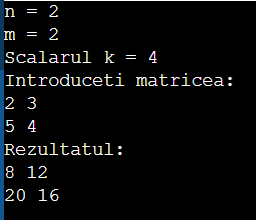 n = 2
m = 2
Scalarul k = 4
Introduceti matricea:
2 3
5 4
Rezultatul:
8 12
20 16